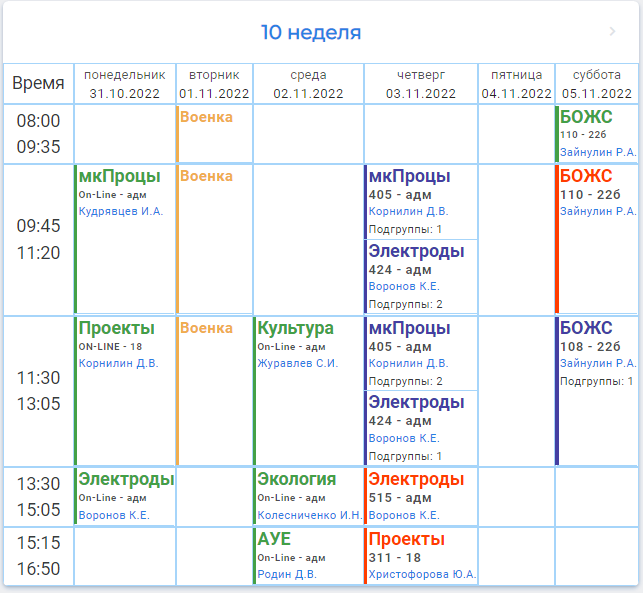 10 неделя
Время
понедельник
31.10.2022
вторник
01.11.2022
среда
02.11.2022
четверг
03.11.2022
пятница
04.11.2022
суббота
05.11.2022
08:00
09:35
Военка
БОЖС
110 - 22б
Зайнулин Р.А.
09:45
11:20
мкПроцы
On-Line - адм
Кудрявцев И.А.
Военка
мкПроцы
405 - адм
Корнилин Д.В.
Подгруппы: 1
Электроды
424 - адм
Воронов К.Е.
Подгруппы: 2
БОЖС
110 - 22б
Зайнулин Р.А.
11:30
13:05
Проекты
ON-LINE - 18
Корнилин Д.В.
Военка
Культура
On-Line - адм
Журавлев С.И.
мкПроцы
405 - адм
Корнилин Д.В.
Подгруппы: 2
Электроды
424 - адм
Воронов К.Е.
Подгруппы: 1
БОЖС
108 - 22б
Зайнулин Р.А.
Подгруппы: 1
13:30
15:05
Электроды
On-Line - адм
Воронов К.Е.
Экология
On-Line - адм
Колесниченко И.Н.
Электроды
515 - адм
Воронов К.Е.
15:15
16:50
АУЕ
On-Line - адм
Родин Д.В.
Проекты
311 - 18
Христофорова Ю.А.